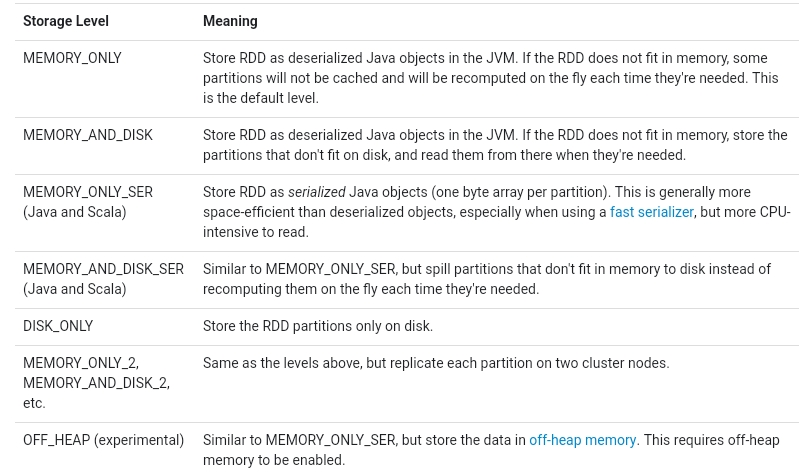 Storage Level Meaning
MEMORY_ONLY Store RDD as deserialized Java objects in the JVM. If the RDD does not fit in memory, some
partitions will not be cached and will be recomputed on the fly each time they're needed. This
is the default level.
MEMORY_AND_DISK Store RDD as deserialized Java objects in the JVM. If the RDD does not fit in memory, store the
partitions that don't fit on disk, and read them from there when they're needed.
MEMORY_ONLY_SER Store RDD as serialized Java objects (one byte array per partition). This is generally more
(Java and Scala) space-efficient than deserialized objects, especially when using a fast serializer, but more CPU-
intensive to read.
MEMORY_AND_DISK_SER Similar to MEMORY_ONLY_SER, but spill partitions that don't fit in memory to disk instead of
(Java and Scala) recomputing them on the fly each time they're needed.
DISK_ONLY Store the RDD partitions only on disk.
MEMORY_ONLY_2, Same as the levels above, but replicate each partition on two cluster nodes.
MEMORY_AND_DISK_2,
etc.
OFF_HEAP (experimental) Similar to MEMORY_ONLY_SER, but store the data in off-heap memory. This requires off-heap
memory to be enabled.